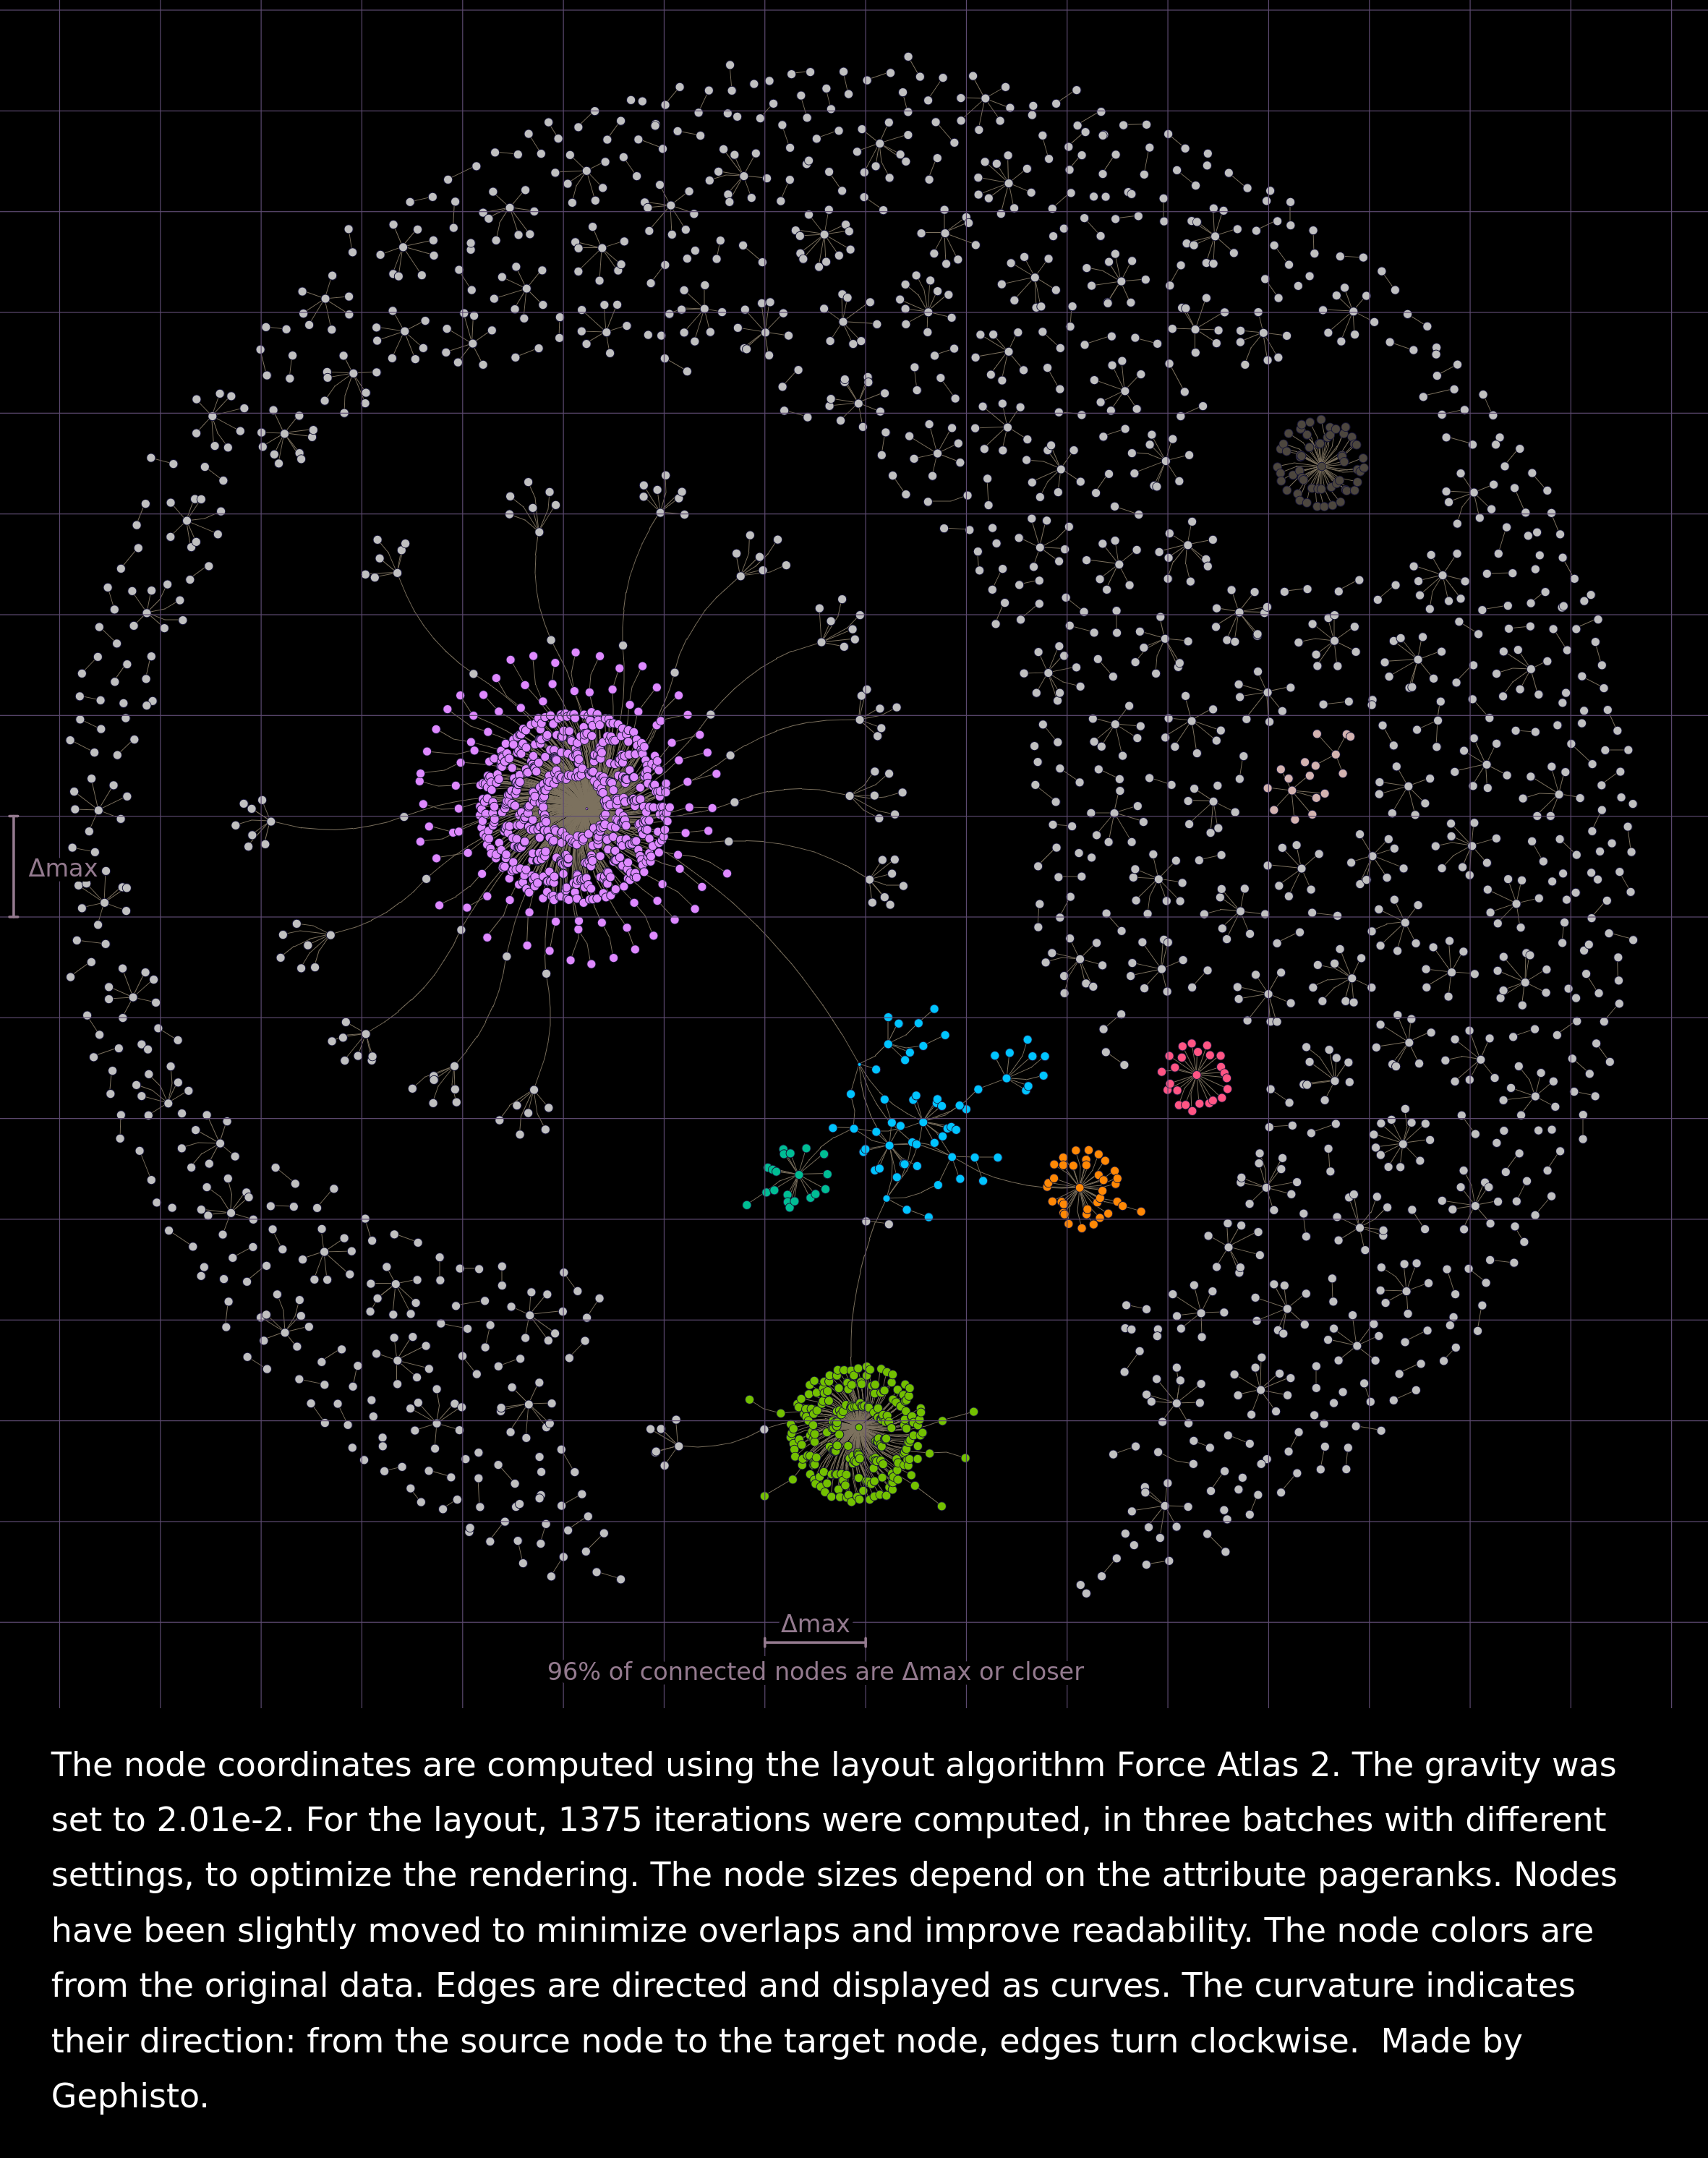 Δmax
Δmax
96% of connected nodes are Δmax or closer
The node coordinates are computed using the layout algorithm Force Atlas 2. The gravity was
set to 2.01e-2. For the layout, 1375 iterations were computed, in three batches with different
settings, to optimize the rendering. The node sizes depend on the attribute pageranks. Nodes
have been slightly moved to minimize overlaps and improve readability. The node colors are
from the original data. Edges are directed and displayed as curves. The curvature indicates
their direction: from the source node to the target node, edges turn clockwise.  Made by
Gephisto.